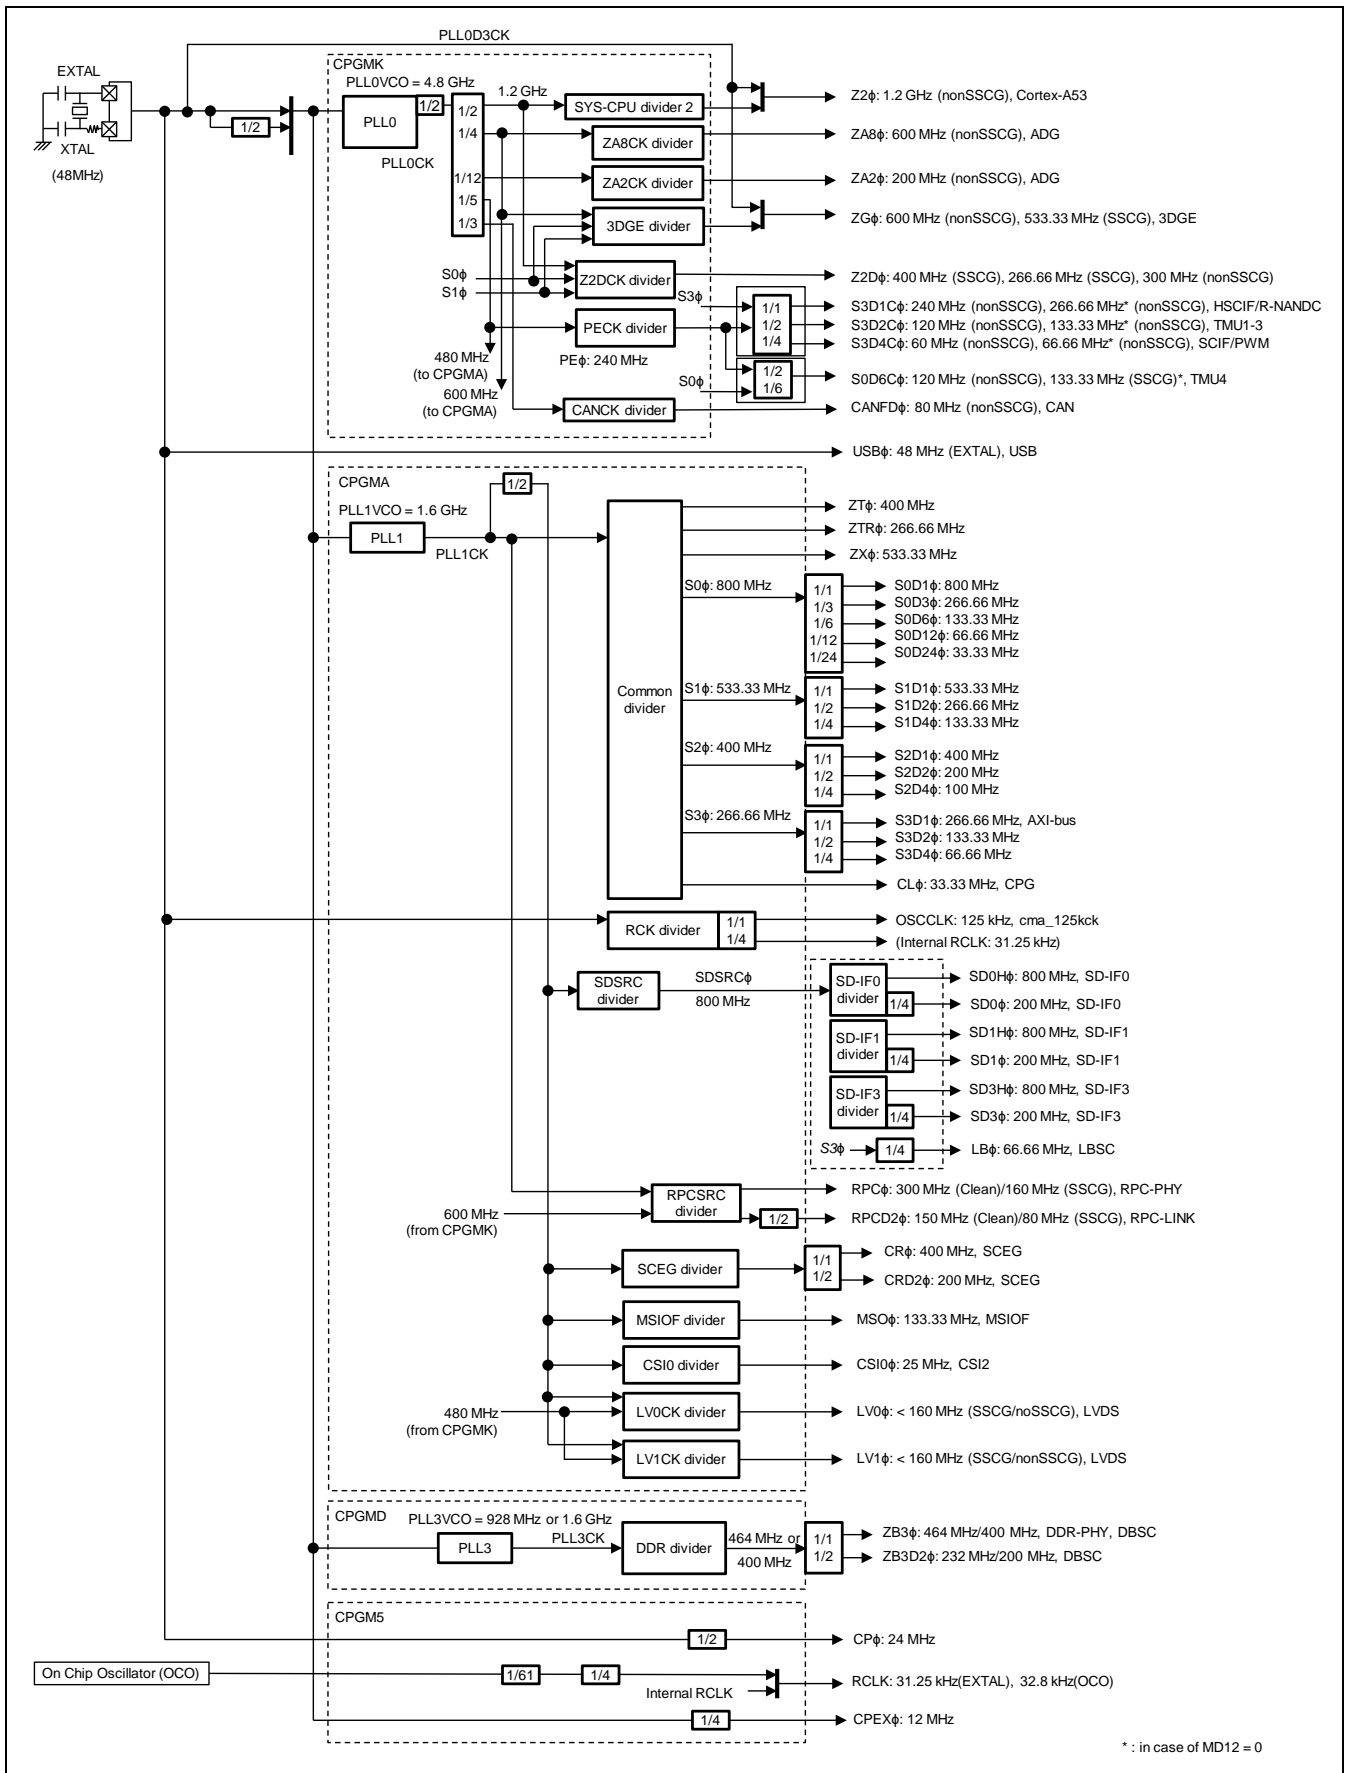 PLL0D3CK
EXTAL
XTAL
(48MHz)
1/2
CPGMK
PLL0VCO = 4.8 GHz
PLL0
1/2
PLL0CK
1/2
1/4
1/12
1/5
1/3
1.2 GHz
SYS-CPU divider 2
Z2ϕ: 1.2 GHz (nonSSCG), Cortex-A53
ZA8CK divider
ZA8ϕ: 600 MHz (nonSSCG), ADG
ZA2CK divider
ZA2ϕ: 200 MHz (nonSSCG), ADG
3DGE divider
ZGϕ: 600 MHz (nonSSCG), 533.33 MHz (SSCG), 3DGE
S0ϕ
S1ϕ
Z2DCK divider
Z2Dϕ: 400 MHz (SSCG), 266.66 MHz (SSCG), 300 MHz (nonSSCG)
S3ϕ
PECK divider
PEϕ: 240 MHz
1/1
1/2
1/4
S3D1Cϕ: 240 MHz (nonSSCG), 266.66 MHz* (nonSSCG), HSCIF/R-NANDC
S3D2Cϕ: 120 MHz (nonSSCG), 133.33 MHz* (nonSSCG), TMU1-3
S3D4Cϕ: 60 MHz (nonSSCG), 66.66 MHz* (nonSSCG), SCIF/PWM
480 MHz
(to CPGMA)
600 MHz
(to CPGMA)
S0ϕ
1/2
1/6
S0D6Cϕ: 120 MHz (nonSSCG), 133.33 MHz (SSCG)*, TMU4
CANCK divider
CANFDϕ: 80 MHz (nonSSCG), CAN
USBϕ: 48 MHz (EXTAL), USB
CPGMA
1/2
PLL1VCO = 1.6 GHz
PLL1
PLL1CK
Common
divider
ZTϕ: 400 MHz
ZTRϕ: 266.66 MHz
ZXϕ: 533.33 MHz
S0ϕ: 800 MHz
1/1
1/3
1/6
1/12
1/24
S0D1ϕ: 800 MHz
S0D3ϕ: 266.66 MHz
S0D6ϕ: 133.33 MHz
S0D12ϕ: 66.66 MHz
S0D24ϕ: 33.33 MHz
S1ϕ: 533.33 MHz
1/1
1/2
1/4
S1D1ϕ: 533.33 MHz
S1D2ϕ: 266.66 MHz
S1D4ϕ: 133.33 MHz
S2ϕ: 400 MHz
1/1
1/2
1/4
S2D1ϕ: 400 MHz
S2D2ϕ: 200 MHz
S2D4ϕ: 100 MHz
S3ϕ: 266.66 MHz
1/1
1/2
1/4
S3D1ϕ: 266.66 MHz, AXI-bus
S3D2ϕ: 133.33 MHz
S3D4ϕ: 66.66 MHz
CLϕ: 33.33 MHz, CPG
RCK divider
1/1
1/4
OSCCLK: 125 kHz, cma_125kck
(Internal RCLK: 31.25 kHz)
SDSRC
divider
SDSRCϕ
800 MHz
SD-IF0
divider
1/4
SD0Hϕ: 800 MHz, SD-IF0
SD0ϕ: 200 MHz, SD-IF0
SD-IF1
divider
1/4
SD1Hϕ: 800 MHz, SD-IF1
SD1ϕ: 200 MHz, SD-IF1
SD-IF3
divider
1/4
SD3Hϕ: 800 MHz, SD-IF3
SD3ϕ: 200 MHz, SD-IF3
S3ϕ
1/4
LBϕ: 66.66 MHz, LBSC
600 MHz
(from CPGMK)
RPCSRC
divider
1/2
RPCϕ: 300 MHz (Clean)/160 MHz (SSCG), RPC-PHY
RPCD2ϕ: 150 MHz (Clean)/80 MHz (SSCG), RPC-LINK
SCEG divider
1/1
1/2
CRϕ: 400 MHz, SCEG
CRD2ϕ: 200 MHz, SCEG
MSIOF divider
MSOϕ: 133.33 MHz, MSIOF
CSI0 divider
CSI0ϕ: 25 MHz, CSI2
480 MHz
(from CPGMK)
LV0CK divider
LV0ϕ: < 160 MHz (SSCG/noSSCG), LVDS
LV1CK divider
LV1ϕ: < 160 MHz (SSCG/nonSSCG), LVDS
CPGMD
PLL3VCO = 928 MHz or 1.6 GHz
PLL3
PLL3CK
DDR divider
464 MHz or
400 MHz
1/1
1/2
ZB3ϕ: 464 MHz/400 MHz, DDR-PHY, DBSC
ZB3D2ϕ: 232 MHz/200 MHz, DBSC
CPGM5
1/2
CPϕ: 24 MHz
On Chip Oscillator (OCO)
1/61
1/4
Internal RCLK
RCLK: 31.25 kHz(EXTAL), 32.8 kHz(OCO)
1/4
CPEXϕ: 12 MHz
* : in case of MD12 = 0